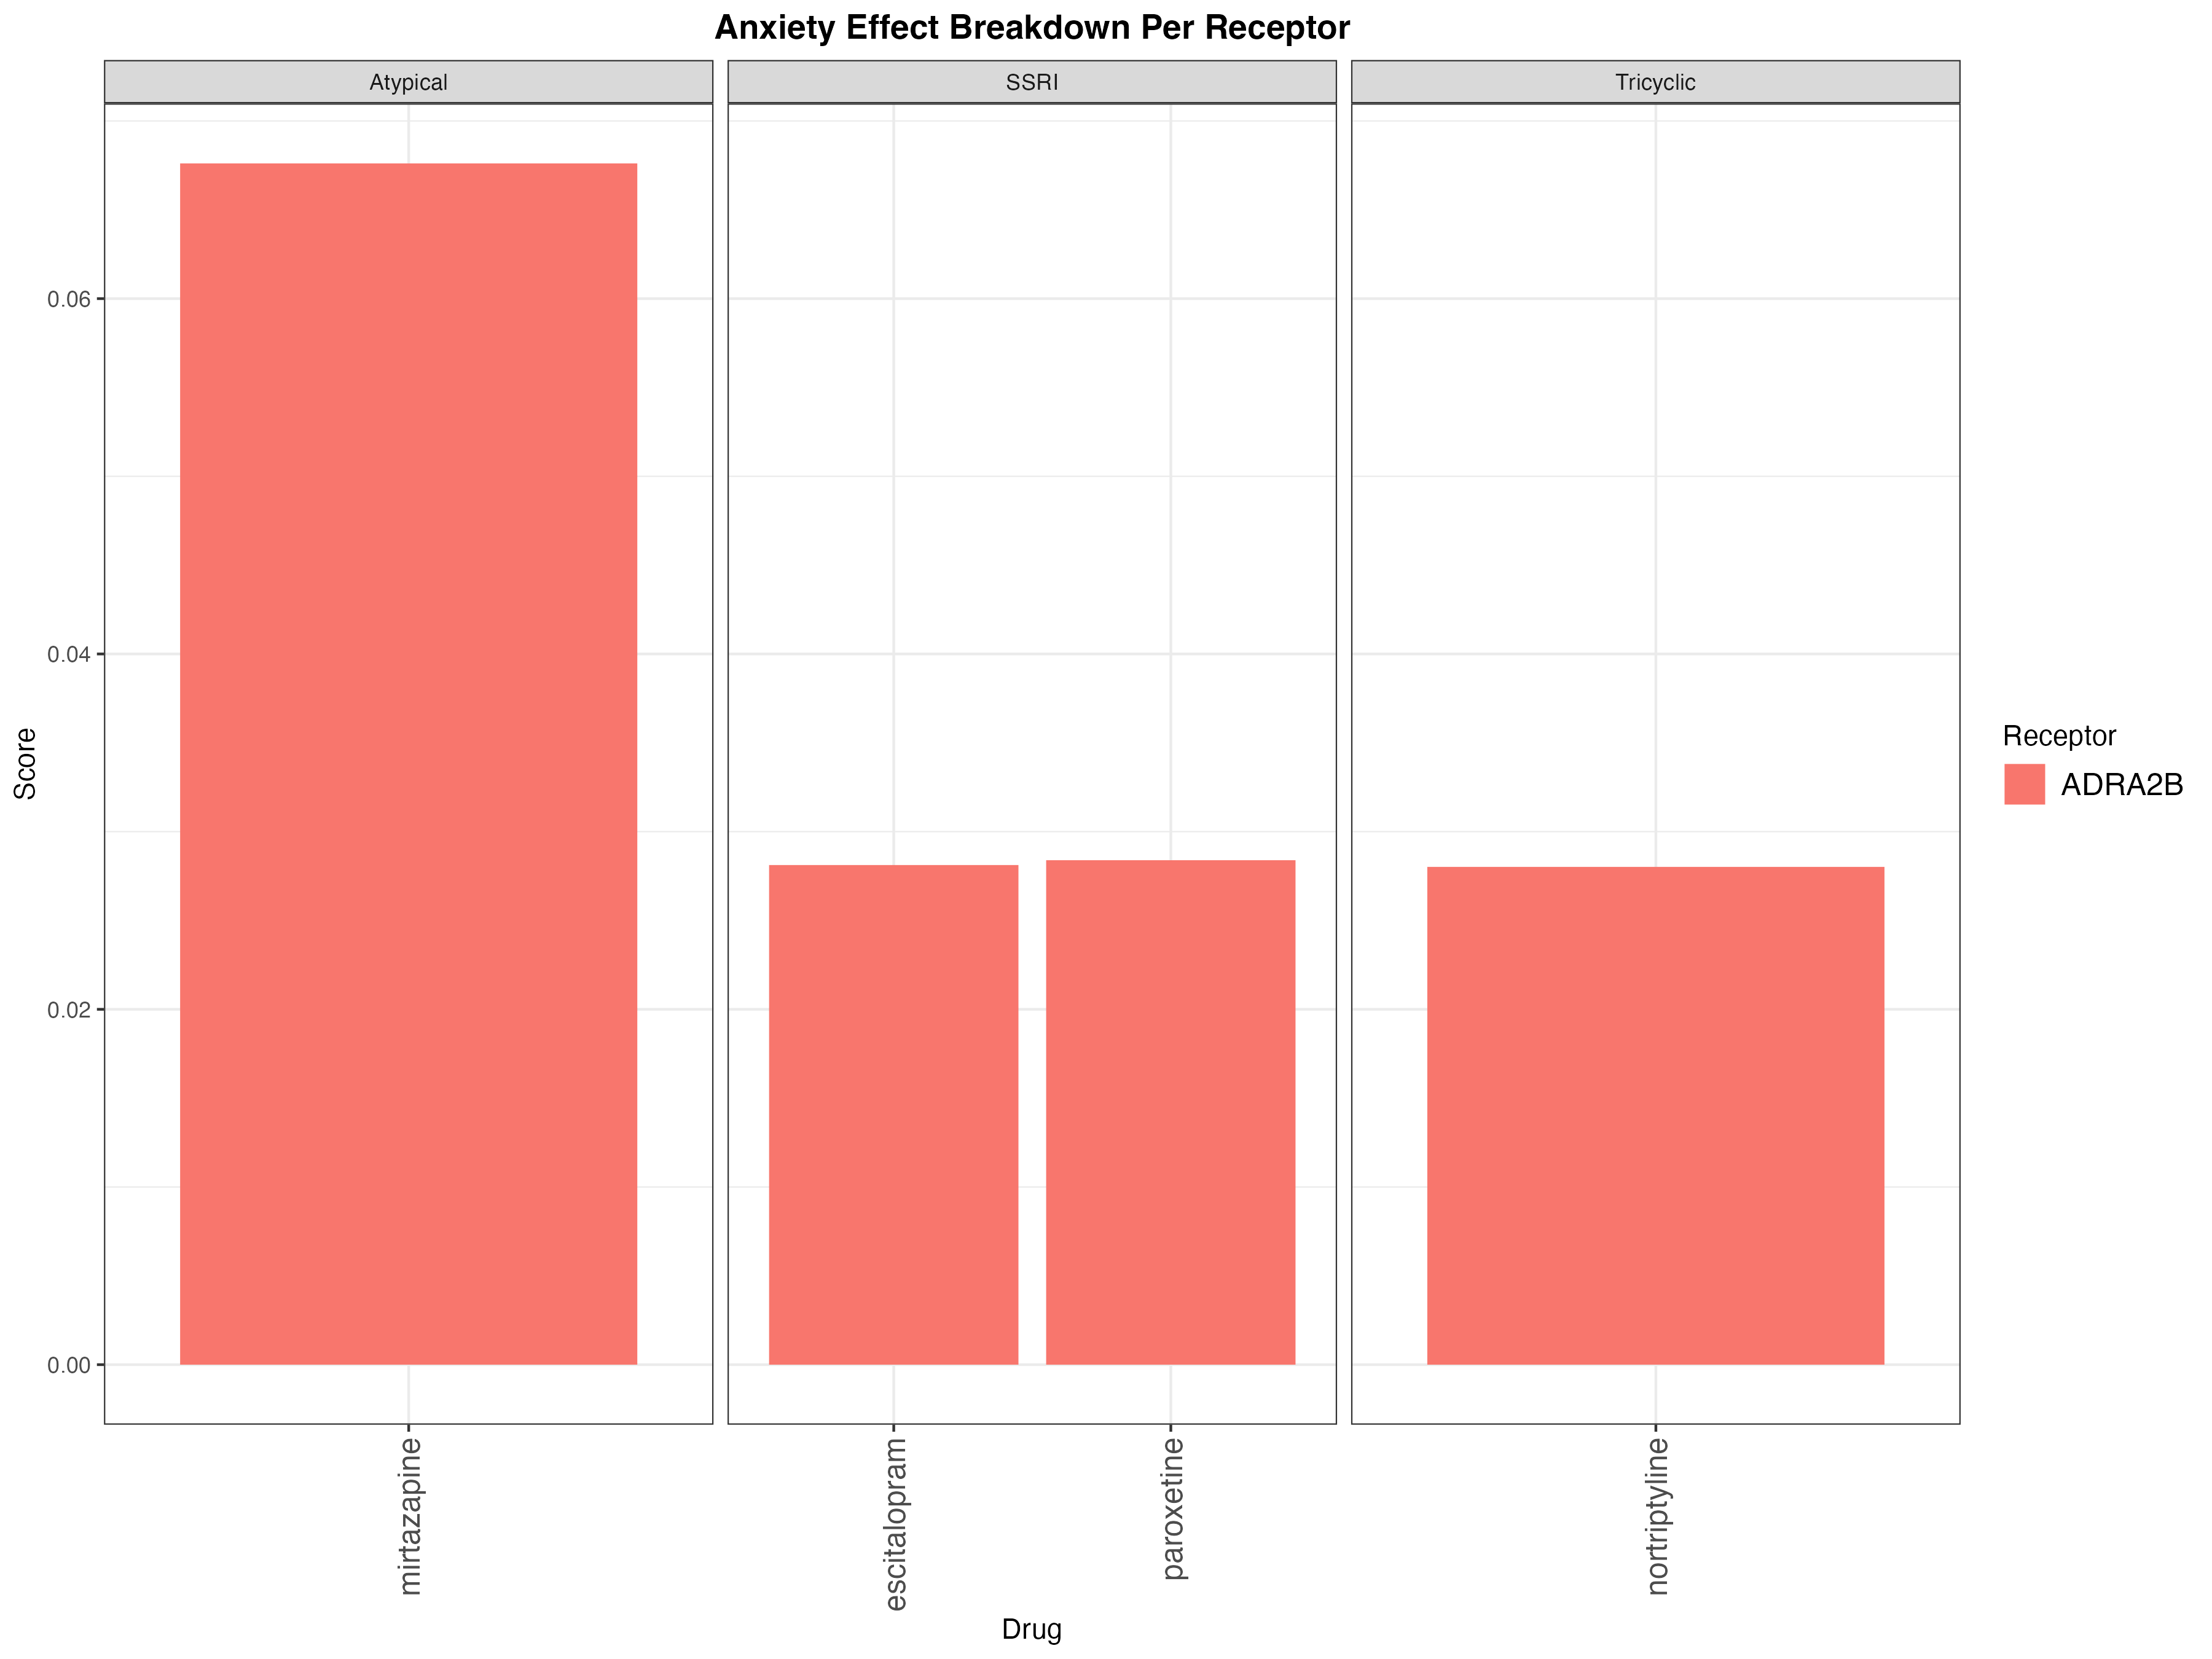 Anxiety Effect Breakdown Per Receptor
Atypical
SSRI
Tricyclic
Score
0.06
0.04
0.02
0.00
mirtazapine
escitalopram
paroxetine
nortriptyline
Drug
Receptor
ADRA2B